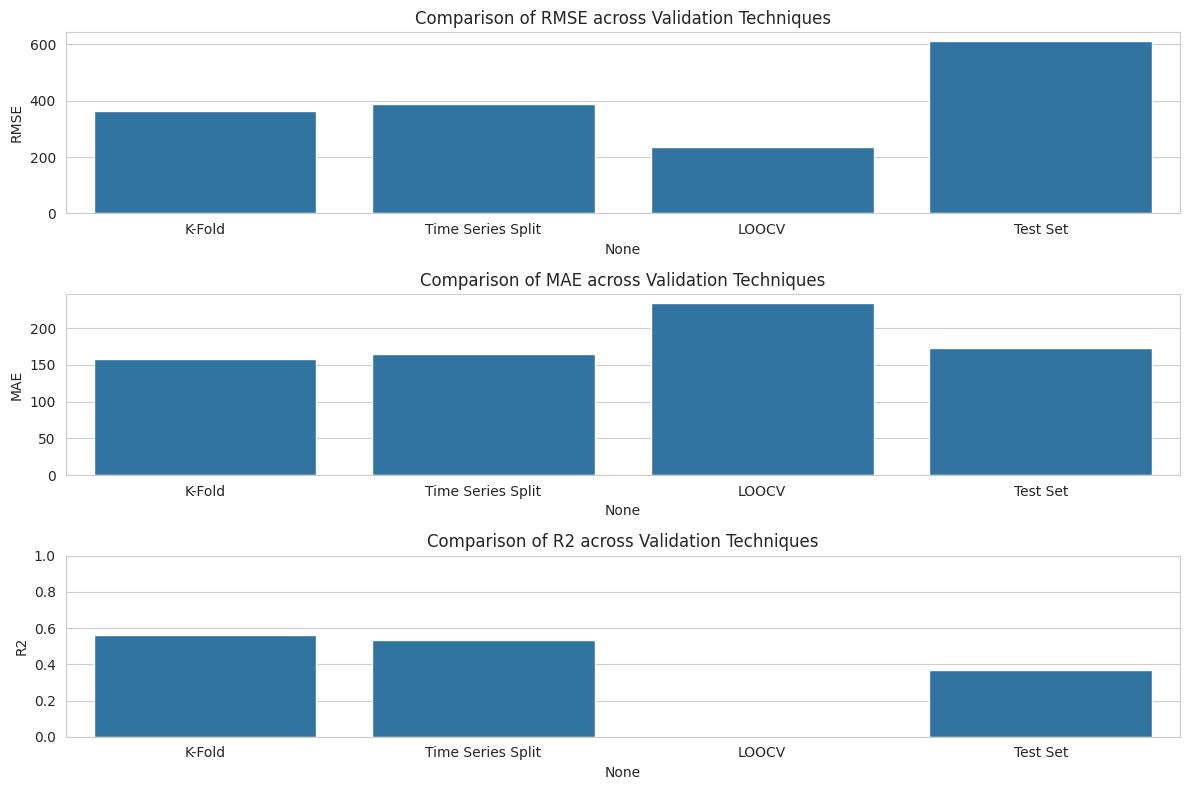 Comparison of RMSE across Validation Techniques
600
400
200
0
RMSE
K-Fold
Time Series Split
LOOCV
Test Set
None
Comparison of MAE across Validation Techniques
200
150
100
50
0
MAE
K-Fold
Time Series Split
LOOCV
Test Set
None
Comparison of R2 across Validation Techniques
1.0
0.8
0.6
0.4
0.2
0.0
R2
K-Fold
Time Series Split
LOOCV
Test Set
None